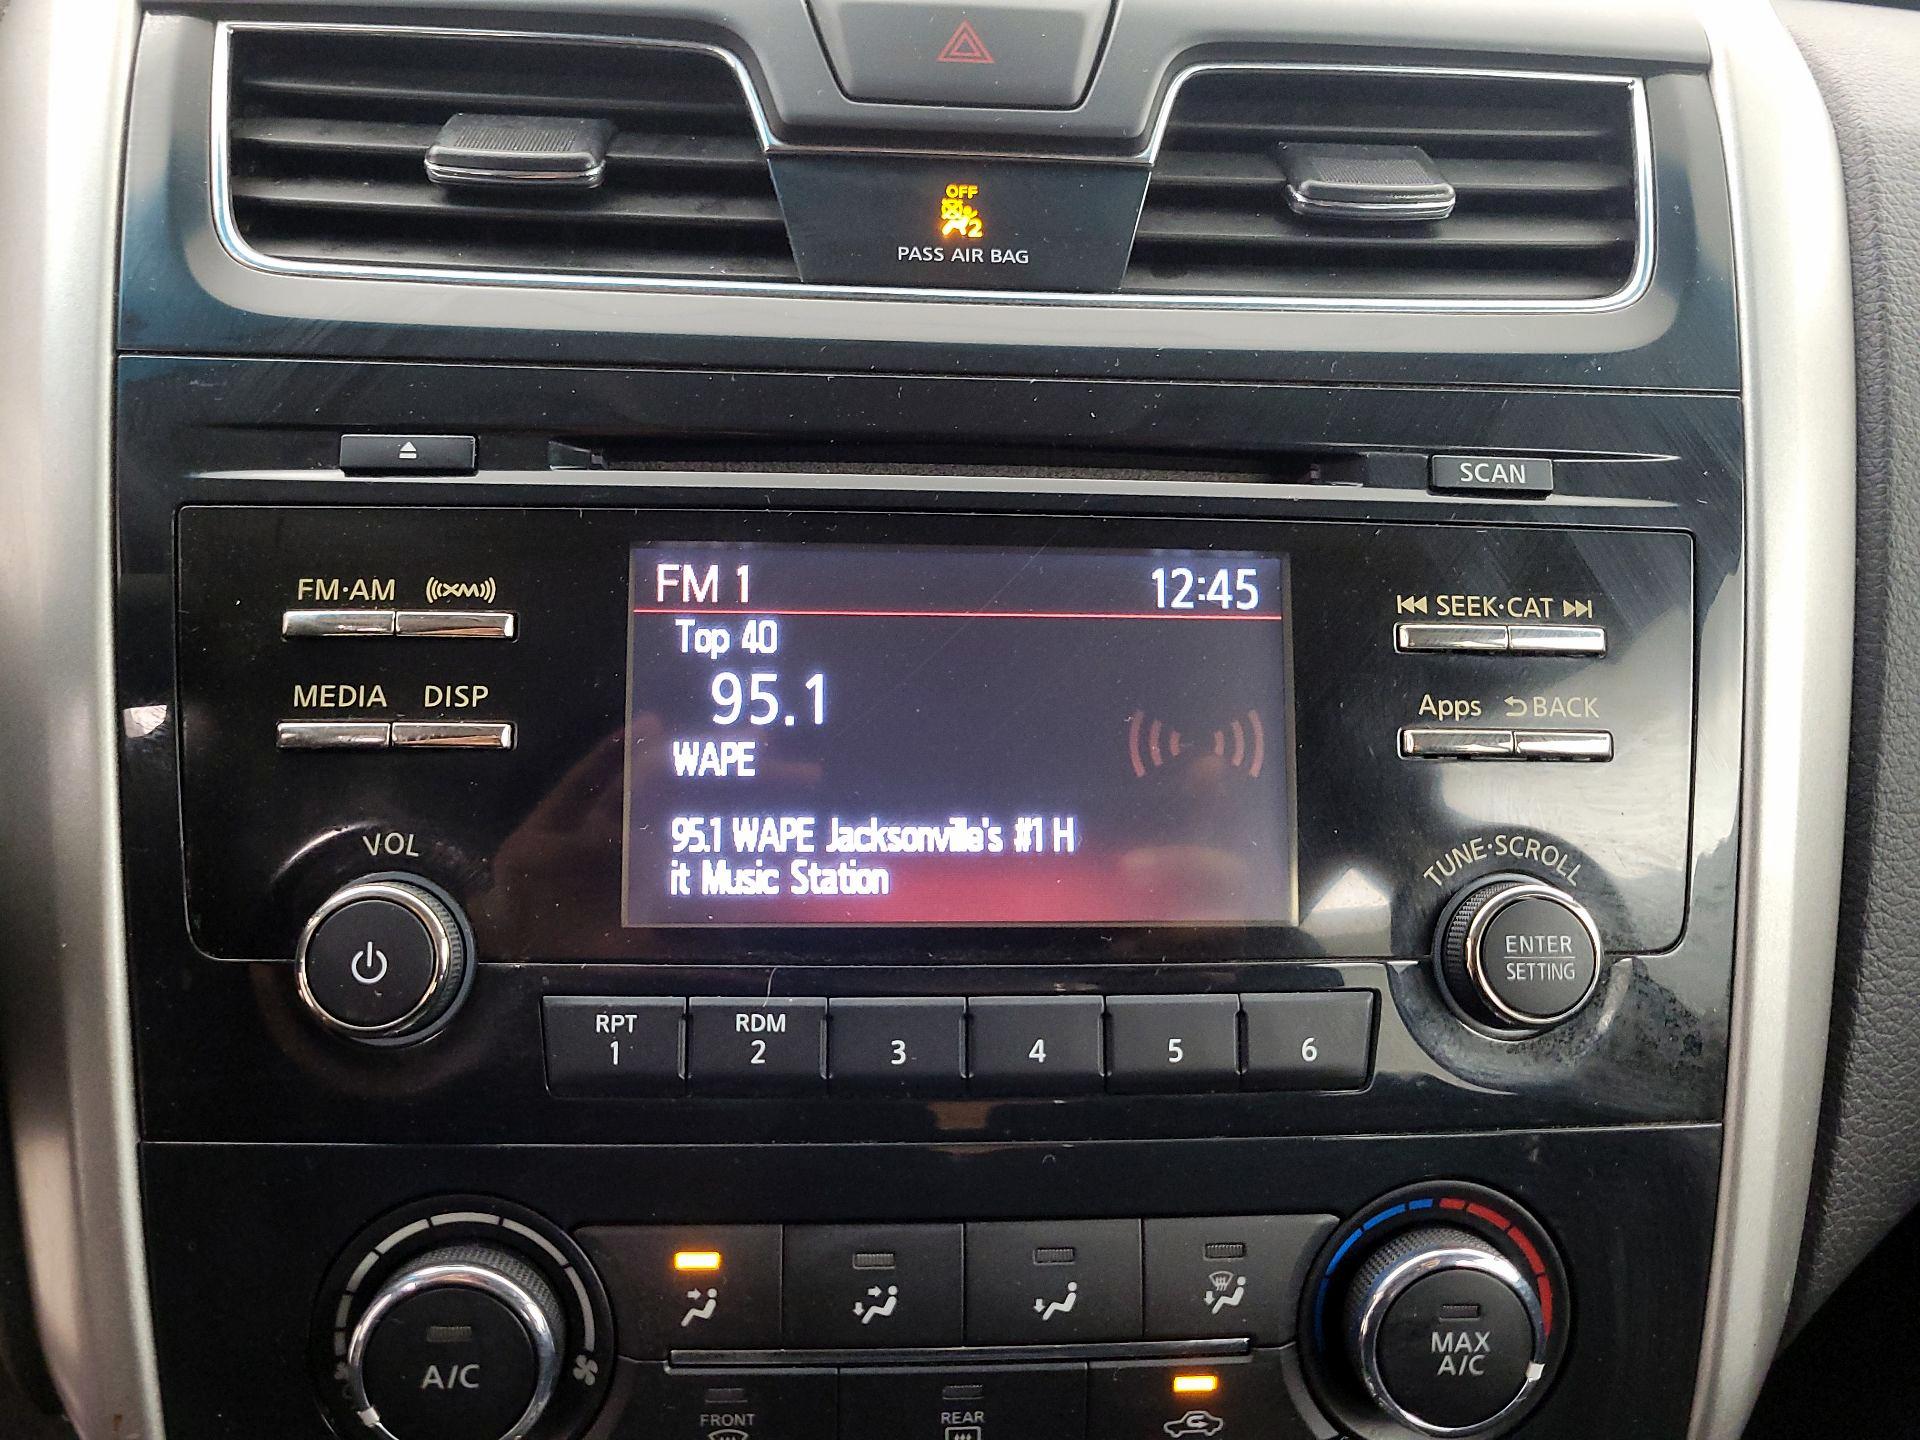 OFF
2
PASS AIR BAG
SCAN
FM·AM ((XM))
FM 1 12:45
SEEK·CAT
Top 40
MEDIA DISP
95.1
Apps BACK
WAPE
VOL
95.1 WAPE Jacksonville's #1 H
it Music Station
TUNE·SCROLL
ENTER
SETTING
RPT RDM
1 2 3 4 5 6
A/C
MAX
A/C
FRONT REAR